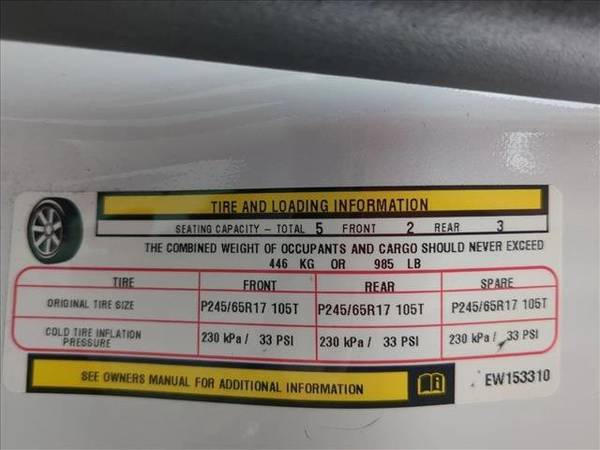 TIRE AND LOADING INFORMATION
SEATING CAPACITY – TOTAL 5 FRONT 2 REAR 3
THE COMBINED WEIGHT OF OCCUPANTS AND CARGO SHOULD NEVER EXCEED
446 KG OR 985 LB
TIRE FRONT REAR SPARE
ORIGINAL TIRE SIZE P245/65R17 105T P245/65R17 105T P245/65R17 105T
COLD TIRE INFLATION PRESSURE 230 kPa / 33 PSI 230 kPa / 33 PSI 230 kPa / 33 PSI
SEE OWNERS MANUAL FOR ADDITIONAL INFORMATION
EW153310